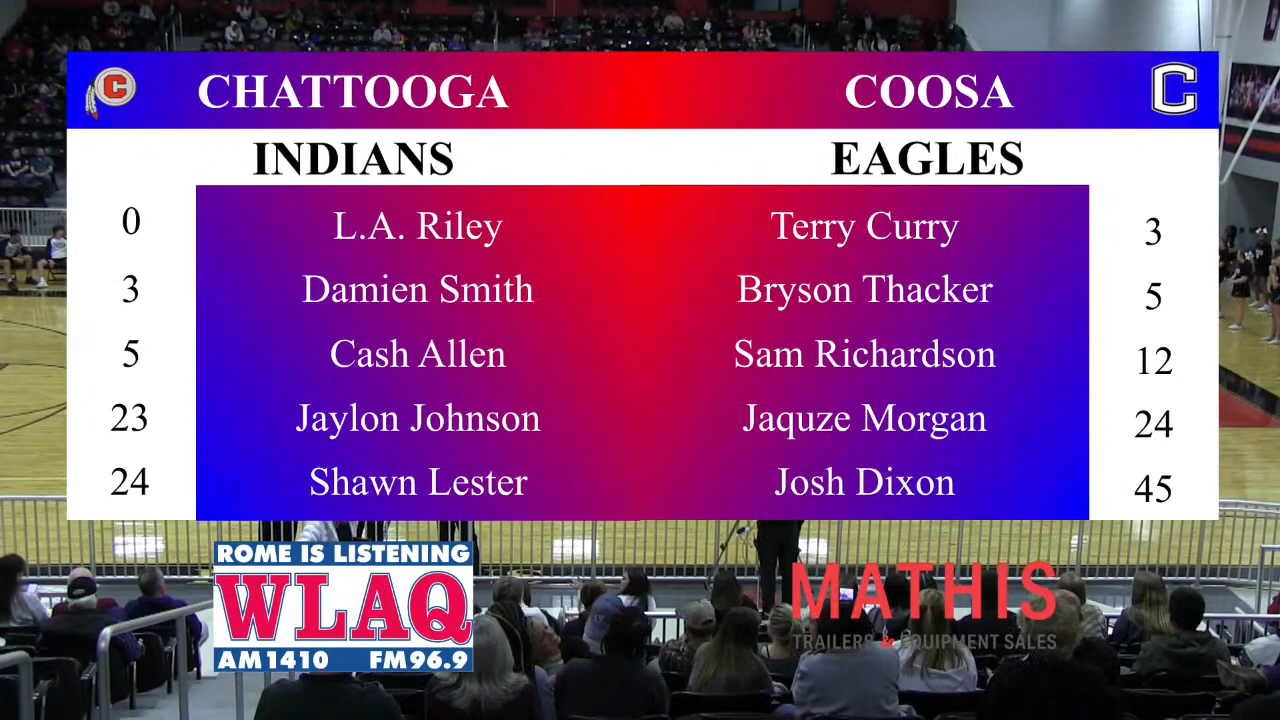 C CHATTOOGA COOSA C
INDIANS EAGLES
0 L.A. Riley Terry Curry 3
3 Damien Smith Bryson Thacker 5
5 Cash Allen Sam Richardson 12
23 Jaylon Johnson Jaquze Morgan 24
24 Shawn Lester Josh Dixon 45
ROME IS LISTENING
WLAQ
AM1410 FM96.9
MATHIS
TRAILERS & EQUIPMENT SALES